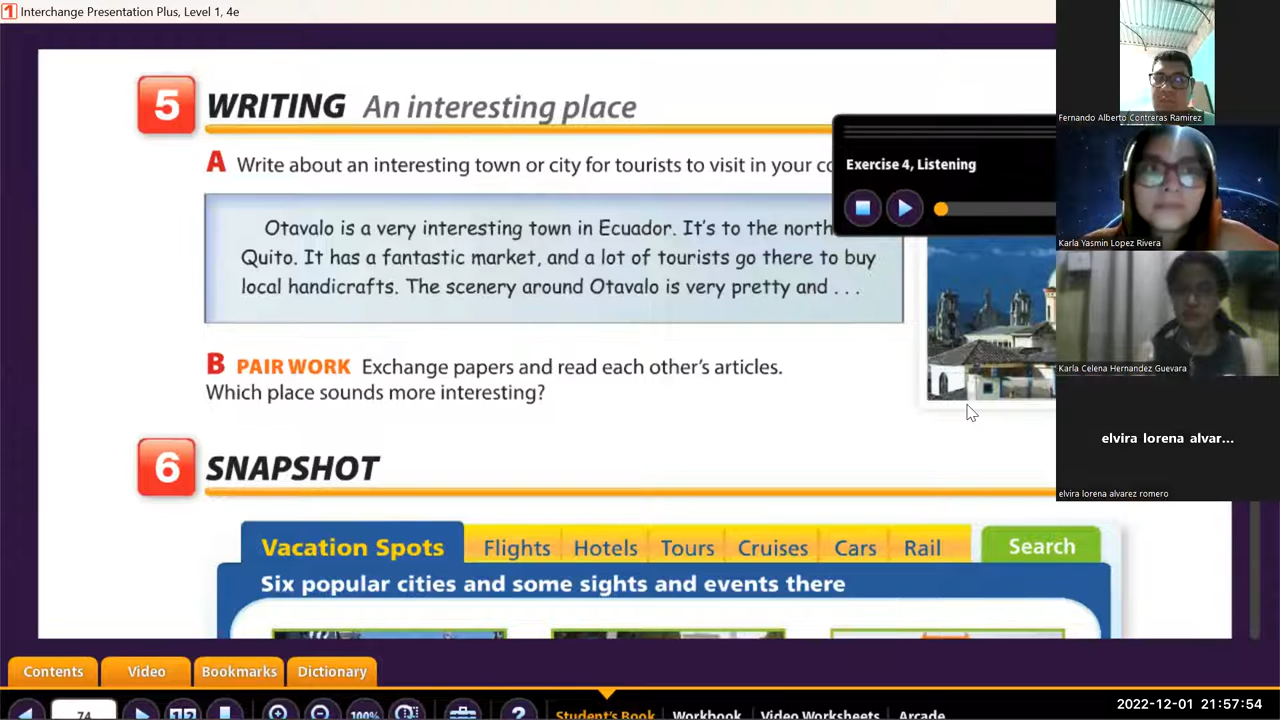 Interchange Presentation Plus, Level 1, 4e
5 WRITING An interesting place
A Write about an interesting town or city for tourists to visit in your
Exercise 4, Listening
Otavalo is a very interesting town in Ecuador. It's to the north
Quito. It has a fantastic market, and a lot of tourists go there to buy
local handicrafts. The scenery around Otavalo is very pretty and . . .
B PAIR WORK Exchange papers and read each other's articles.
Which place sounds more interesting?
6 SNAPSHOT
Vacation Spots Flights Hotels Tours Cruises Cars Rail Search
Six popular cities and some sights and events there
Fernando Alberto Contreras Ramirez
Karla Yasmin Lopez Rivera
Karla Celena Hernandez Guevara
elvira lorena alvar...
elvira lorena alvarez romero
Contents Video Bookmarks Dictionary
74 100% ? Student's Book Workbook Video Worksheets Arcade
2022-12-01 21:57:54